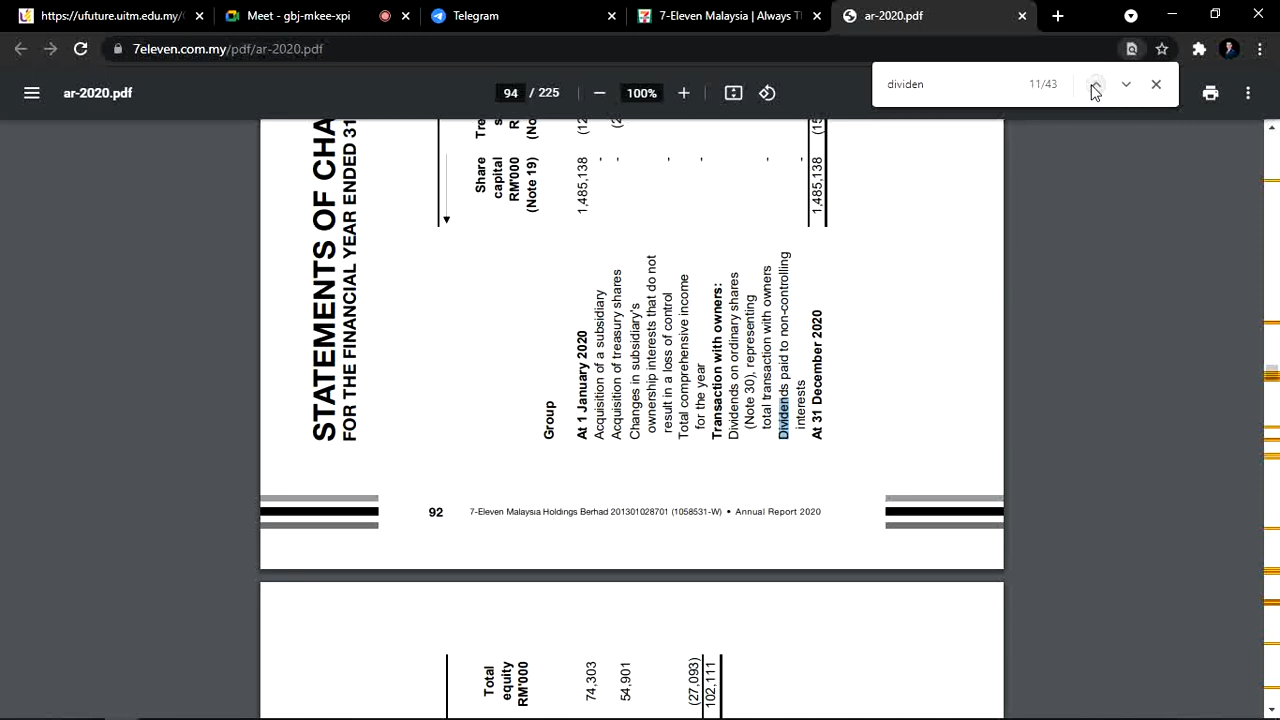 https://ufuture.uitm.edu.my/
Meet - gbj-mkee-xpi
Telegram
7-Eleven Malaysia | Always T
ar-2020.pdf
7eleven.com.my/pdf/ar-2020.pdf
ar-2020.pdf
94 / 225
100%
dividen
11/43
STATEMENTS OF CHA
FOR THE FINANCIAL YEAR ENDED 31
Share
capital
RM'000
(Note 19)
Tre
s
R
(No
Group
At 1 January 2020
1,485,138
(12
Acquisition of a subsidiary
-
Acquisition of treasury shares
-
(2
Changes in subsidiary's
ownership interests that do not
result in a loss of control
-
Total comprehensive income
for the year
-
Transaction with owners:
Dividends on ordinary shares
(Note 30), representing
total transaction with owners
-
Dividends paid to non-controlling
interests
-
At 31 December 2020
1,485,138
(15
92
7-Eleven Malaysia Holdings Berhad 201301028701 (1058531-W) • Annual Report 2020
Total
equity
RM'000
74,303
54,901
(27,093)
102,111